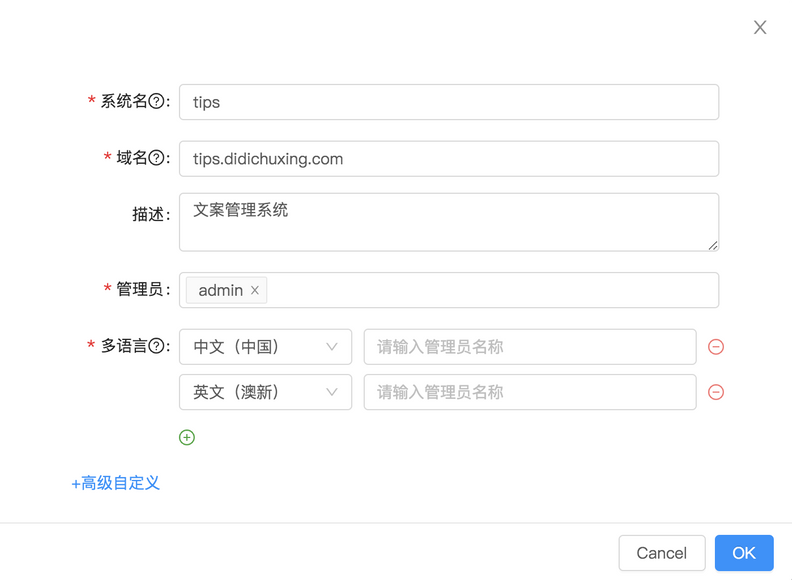 * 系统名?: tips
* 域名?: tips.didichuxing.com
描述: 文案管理系统
* 管理员: admin ×
* 多语言?: 中文（中国） 请输入管理员名称
英文（澳新） 请输入管理员名称
+高级自定义
Cancel OK